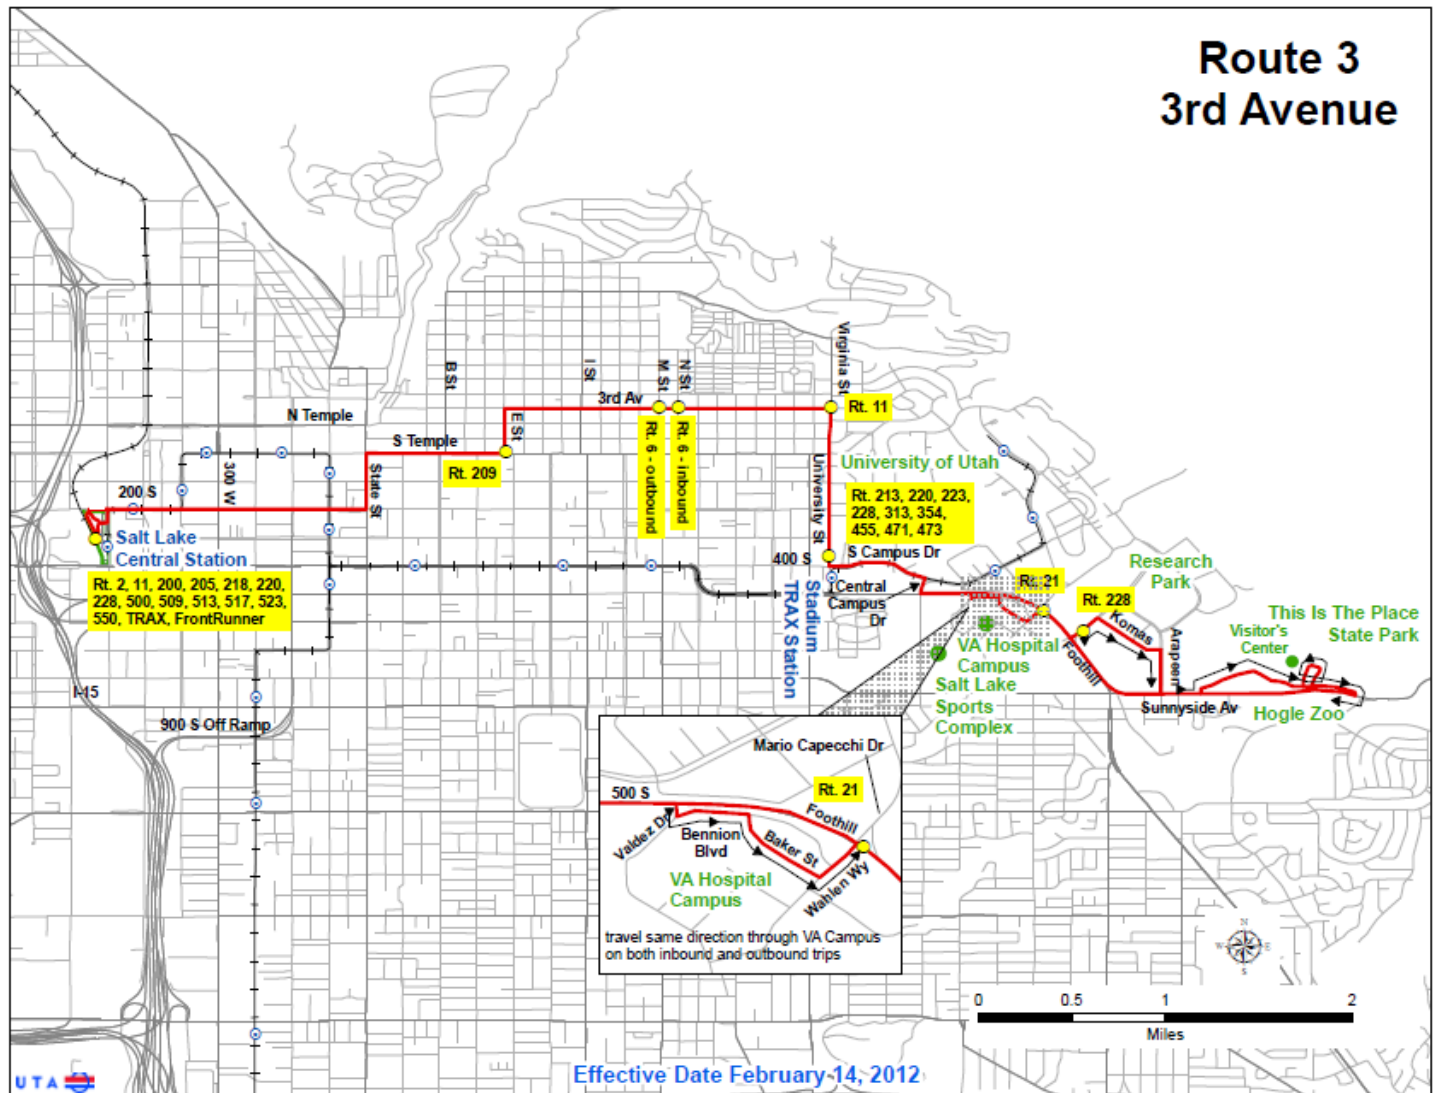 Route 3
3rd Avenue
Virginia St
B St
I St
M St
N St
3rd Av
Rt. 11
N Temple
E St
S Temple
Rt. 209
Rt. 6 - outbound
Rt. 6 - inbound
University St
University of Utah
300 W
State St
200 S
Rt. 213, 220, 223,
228, 313, 354,
455, 471, 473
Salt Lake
Central Station
400 S
S Campus Dr
Rt. 2, 11, 200, 205, 218, 220,
228, 500, 509, 513, 517, 523,
550, TRAX, FrontRunner
Stadium
TRAX Station
Central
Campus
Dr
Rt. 21
Research
Park
Rt. 228
Komas
Arapeen
This Is The Place
State Park
Visitor's
Center
VA Hospital
Campus
Foothill
Salt Lake
Sports
Complex
Sunnyside Av
Hogle Zoo
I-15
900 S Off Ramp
Mario Capecchi Dr
Rt. 21
500 S
Foothill
Valdez Dr
Bennion
Blvd
Baker St
Wahlen Wy
VA Hospital
Campus
travel same direction through VA Campus
on both inbound and outbound trips
N
W
E
S
0 0.5 1 2
Miles
UTA
Effective Date February 14, 2012